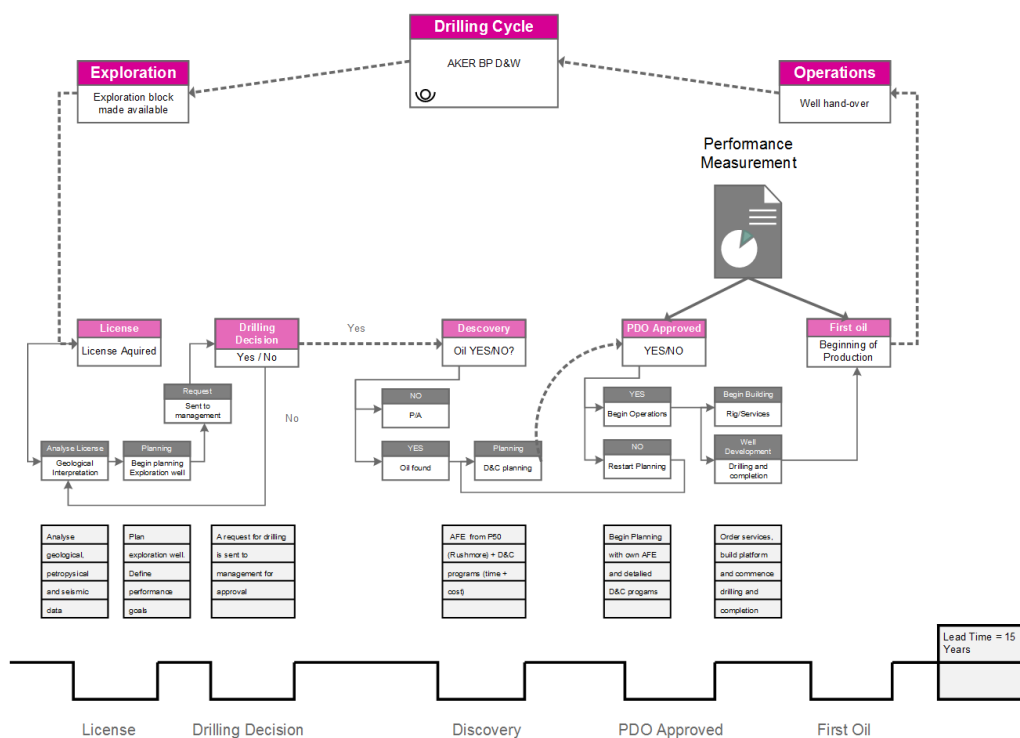 Drilling Cycle
AKER BP D&W
Exploration
Exploration block
made available
Operations
Well hand-over
Performance
Measurement
License
License Aquired
Drilling
Decision
Yes / No
Yes
No
Descovery
Oil YES/NO?
PDO Approved
YES/NO
First oil
Beginning of
Production
Request
Sent to
management
NO
P/A
YES
Begin Operations
Begin Building
Rig/Services
Analyse License
Geological
Interpretation
Planning
Begin planning
Exploration well
YES
Oil found
Planning
D&C planning
NO
Restart Planning
Well
Development
Drilling and
completion
Analyse
geological,
petropysical
and seismic
data
Plan
exploration well.
Define
performance
goals
A request for drilling
is sent to
management for
approval
AFE from P50
(Rushmore) + D&C
programs (time +
cost)
Begin Planning
with own AFE
and detalied
D&C progams
Order services,
build platform
and commence
drilling and
completion
Lead Time = 15
Years
License
Drilling Decision
Discovery
PDO Approved
First Oil